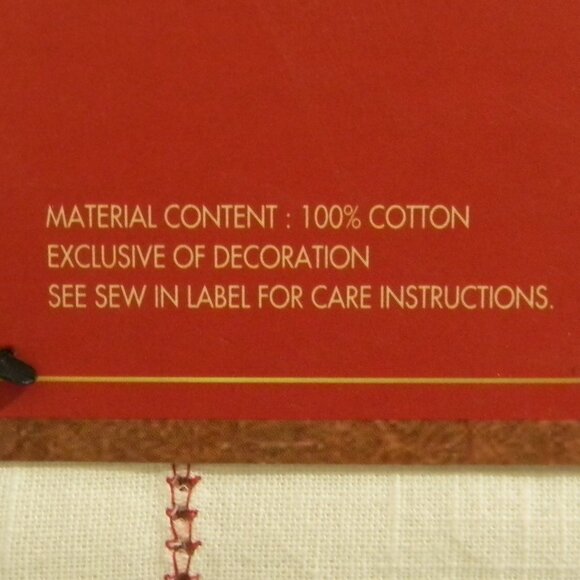 MATERIAL CONTENT : 100% COTTON
EXCLUSIVE OF DECORATION
SEE SEW IN LABEL FOR CARE INSTRUCTIONS.